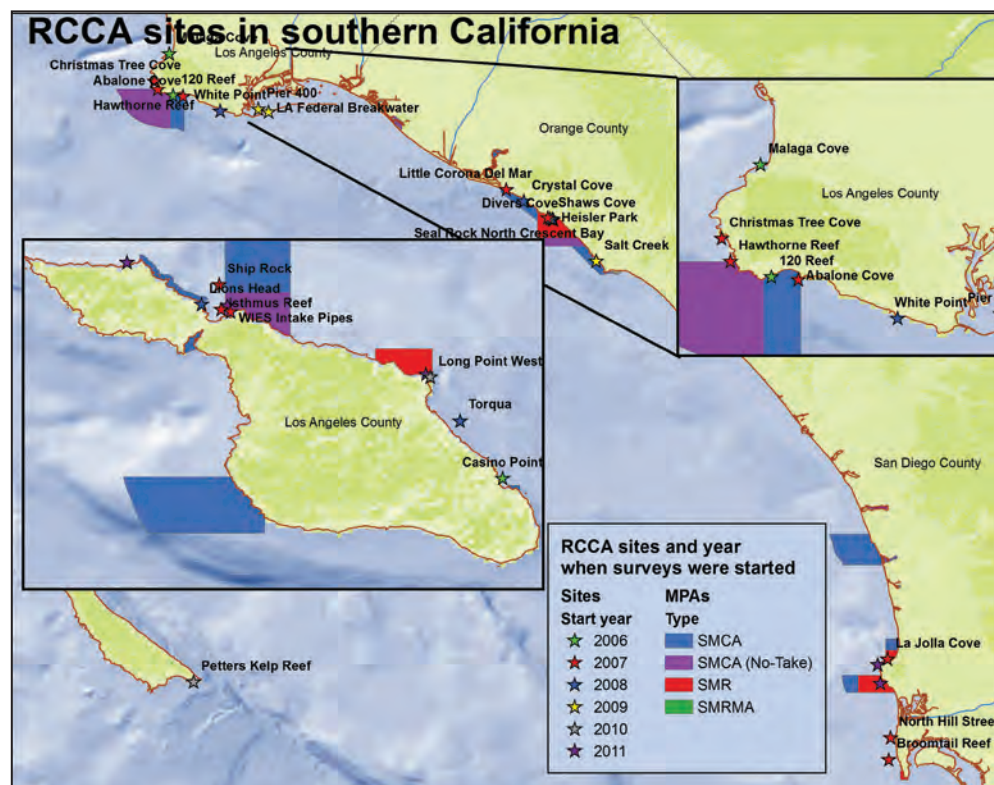 RCCA sites in southern California
Malaga Cove
Los Angeles County
Christmas Tree Cove
Abalone Cove
120 Reef
Hawthorne Reef
White Point
Pier 400
LA Federal Breakwater
Orange County
Little Corona Del Mar
Crystal Cove
Divers Cove
Shaws Cove
Heisler Park
Seal Rock North Crescent Bay
Salt Creek
Malaga Cove
Los Angeles County
Christmas Tree Cove
Hawthorne Reef
120 Reef
Abalone Cove
White Point
Pier
Ship Rock
Lions Head
Isthmus Reef
WIES Intake Pipes
Long Point West
Los Angeles County
Torqua
Casino Point
San Diego County
La Jolla Cove
North Hill Stree
Broomtail Reef
Petters Kelp Reef
RCCA sites and year
when surveys were started
Sites MPAs
Start year Type
2006 SMCA
2007 SMCA (No-Take)
2008 SMR
2009 SMRMA
2010
2011